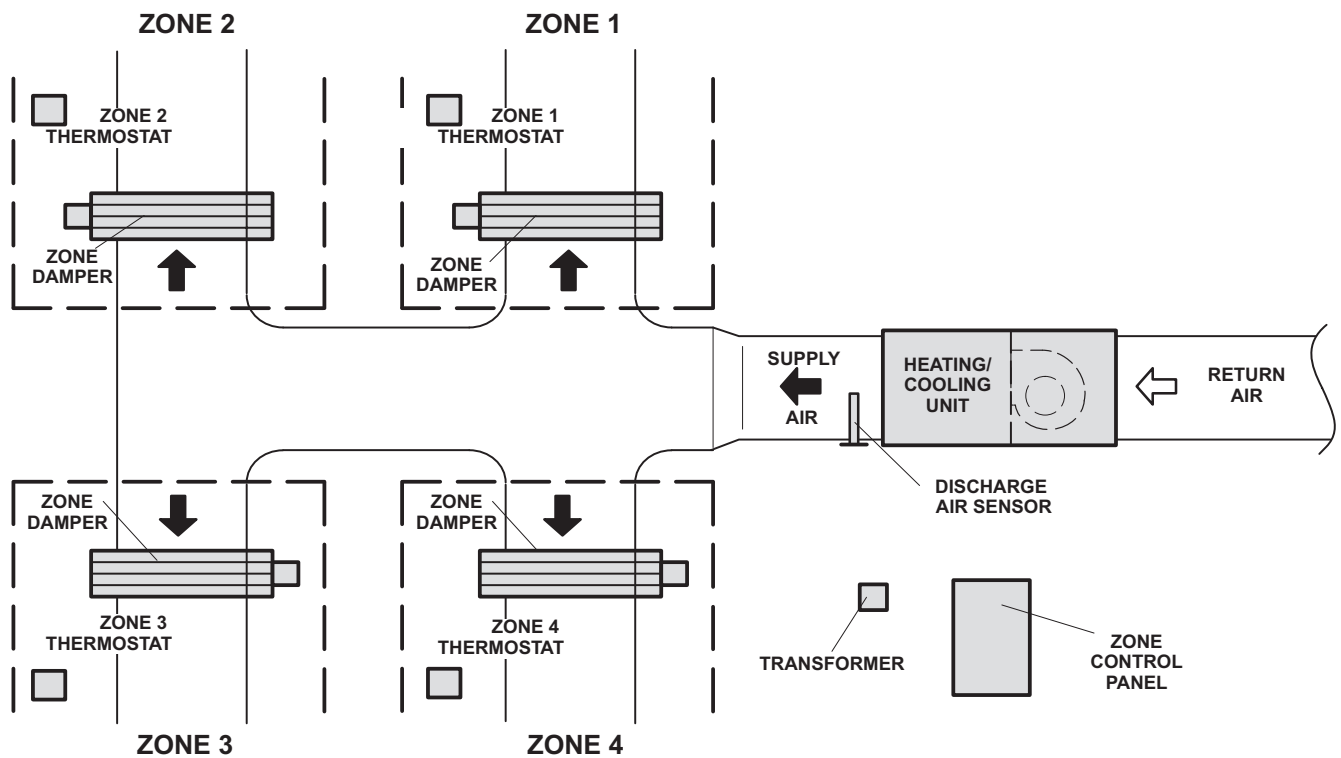 ZONE 2
ZONE 1
ZONE 2
THERMOSTAT
ZONE 1
THERMOSTAT
ZONE
DAMPER
ZONE
DAMPER
SUPPLY
AIR
HEATING/
COOLING
UNIT
RETURN
AIR
DISCHARGE
AIR SENSOR
ZONE
DAMPER
ZONE
DAMPER
ZONE 3
THERMOSTAT
ZONE 4
THERMOSTAT
TRANSFORMER
ZONE
CONTROL
PANEL
ZONE 3
ZONE 4